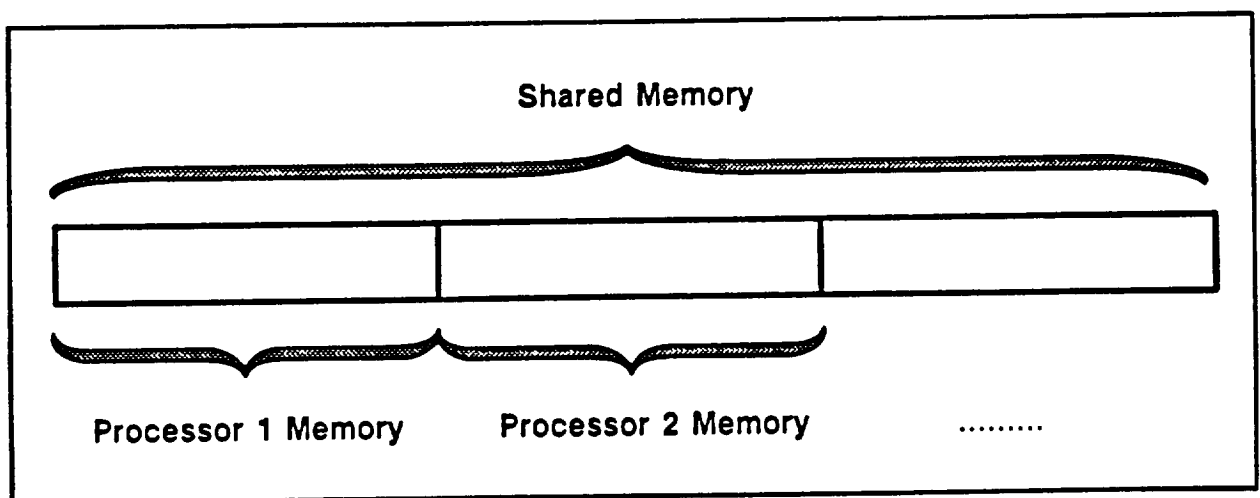 Shared Memory
Processor 1 Memory Processor 2 Memory .........